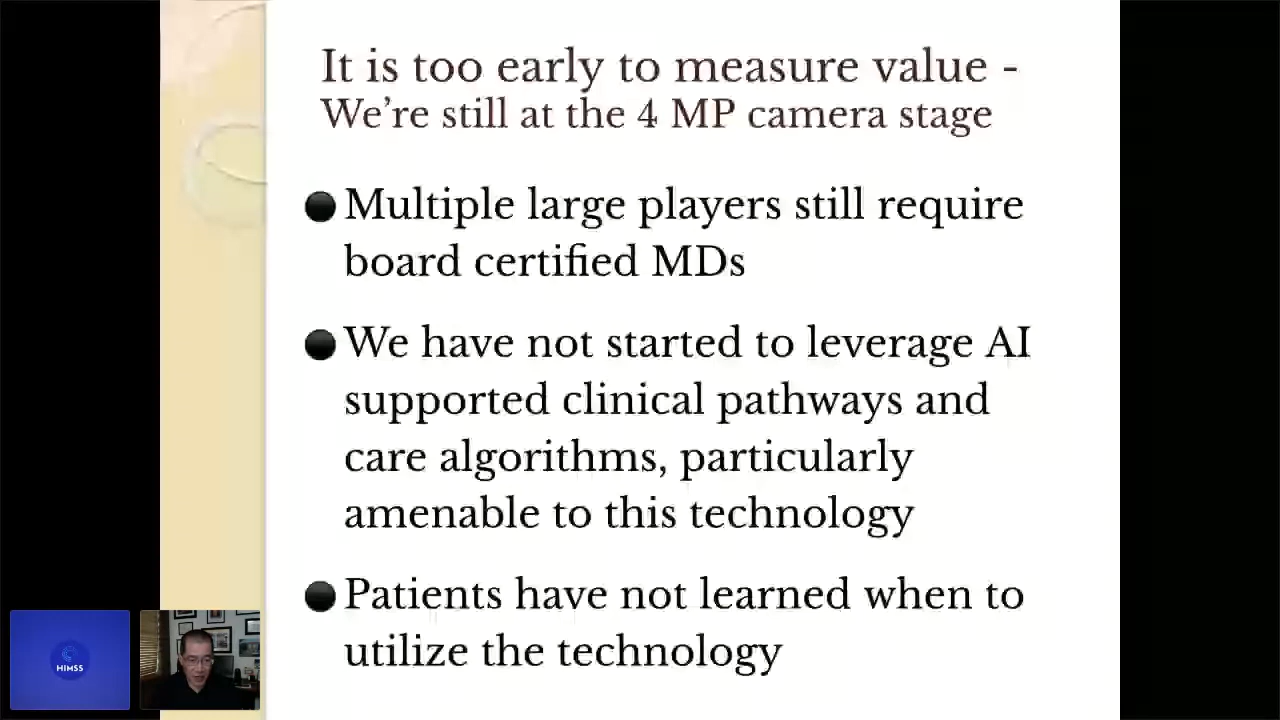 It is too early to measure value -
We're still at the 4 MP camera stage
Multiple large players still require
board certified MDs
We have not started to leverage AI
supported clinical pathways and
care algorithms, particularly
amenable to this technology
Patients have not learned when to
utilize the technology
HIMSS